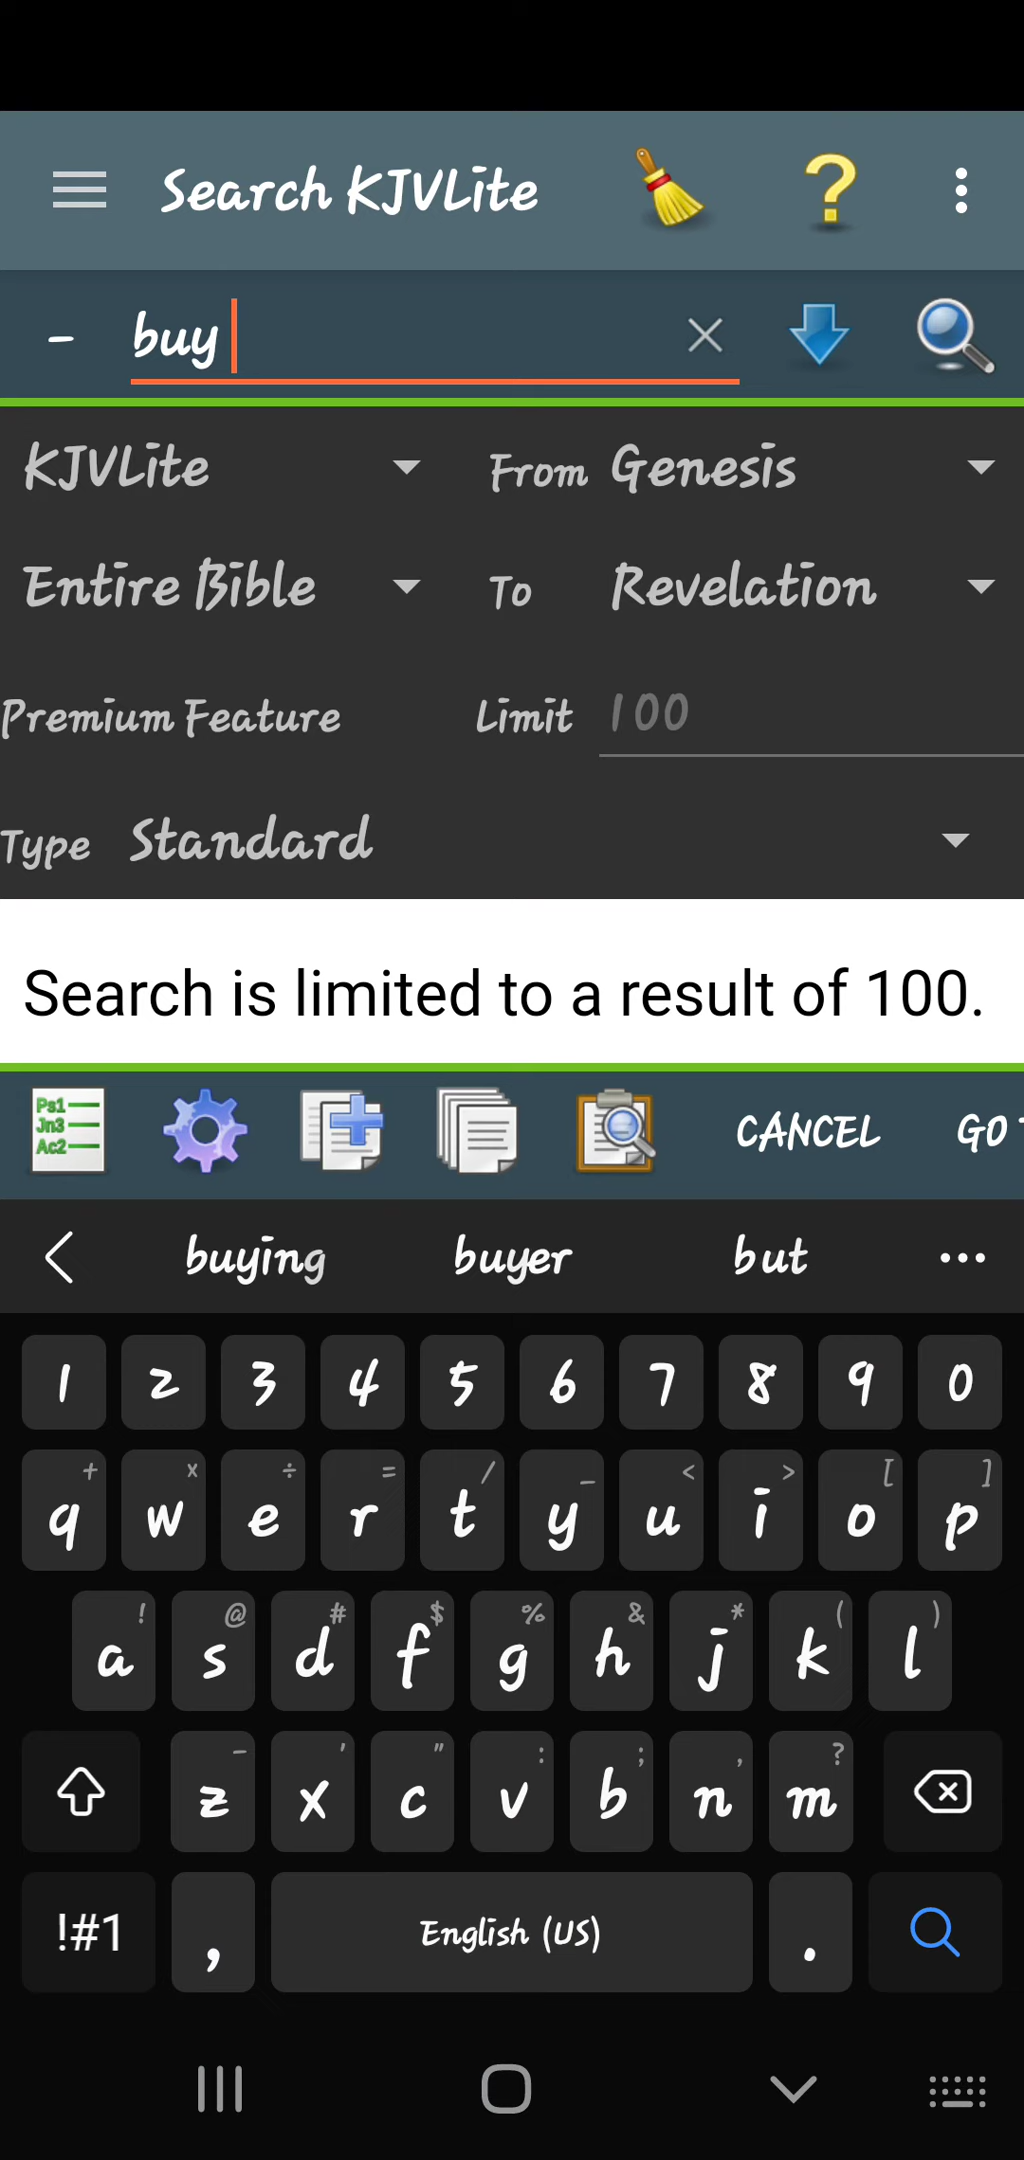 Search KJVLite
?
- buy
KJVLite From Genesis
Entire Bible To Revelation
Premium Feature Limit 100
Type Standard
Search is limited to a result of 100.
Ps1
Jn3
Ac2
CANCEL GO
buying buyer but ...
1 2 3 4 5 6 7 8 9 0
+ × ÷ = / _ < > [ ]
q w e r t y u i o p
! @ # $ % & * ( )
a s d f g h j k l
- ' " : ; , ?
z x c v b n m
!#1 , English (US) .